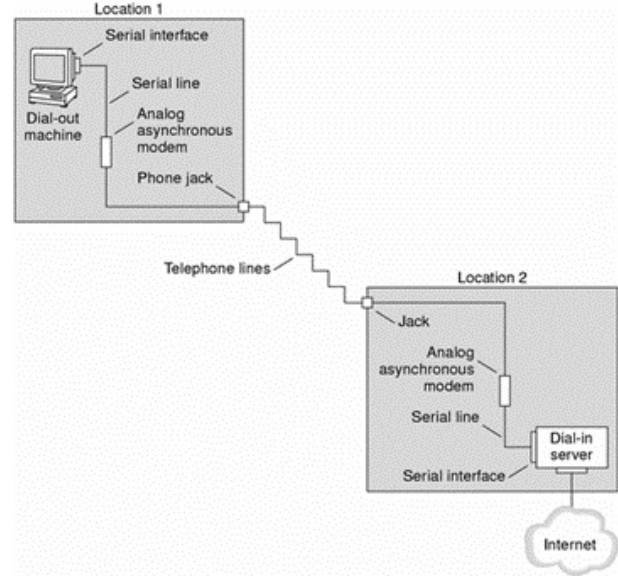 Location 1
Serial interface
Serial line
Dial-out
machine
Analog
asynchronous
modem
Phone jack
Telephone lines
Location 2
Jack
Analog
asynchronous
modem
Serial line
Dial-in
server
Serial interface
Internet